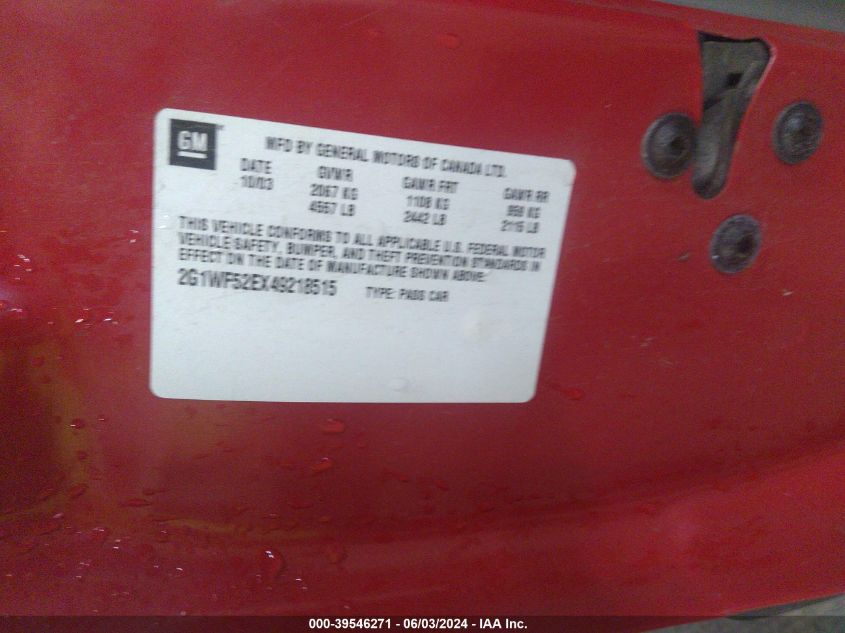 GM
MFD BY GENERAL MOTORS OF CANADA LTD.
DATE GVWR GAWR FRT GAWR RR
10/03 2067 KG 1108 KG 959 KG
4557 LB 2442 LB 2115 LB
THIS VEHICLE CONFORMS TO ALL APPLICABLE U.S. FEDERAL MOTOR
VEHICLE SAFETY, BUMPER, AND THEFT PREVENTION STANDARDS IN
EFFECT ON THE DATE OF MANUFACTURE SHOWN ABOVE.
2G1WF52EX49218515 TYPE: PASS CAR
000-39546271 - 06/03/2024 - IAA Inc.